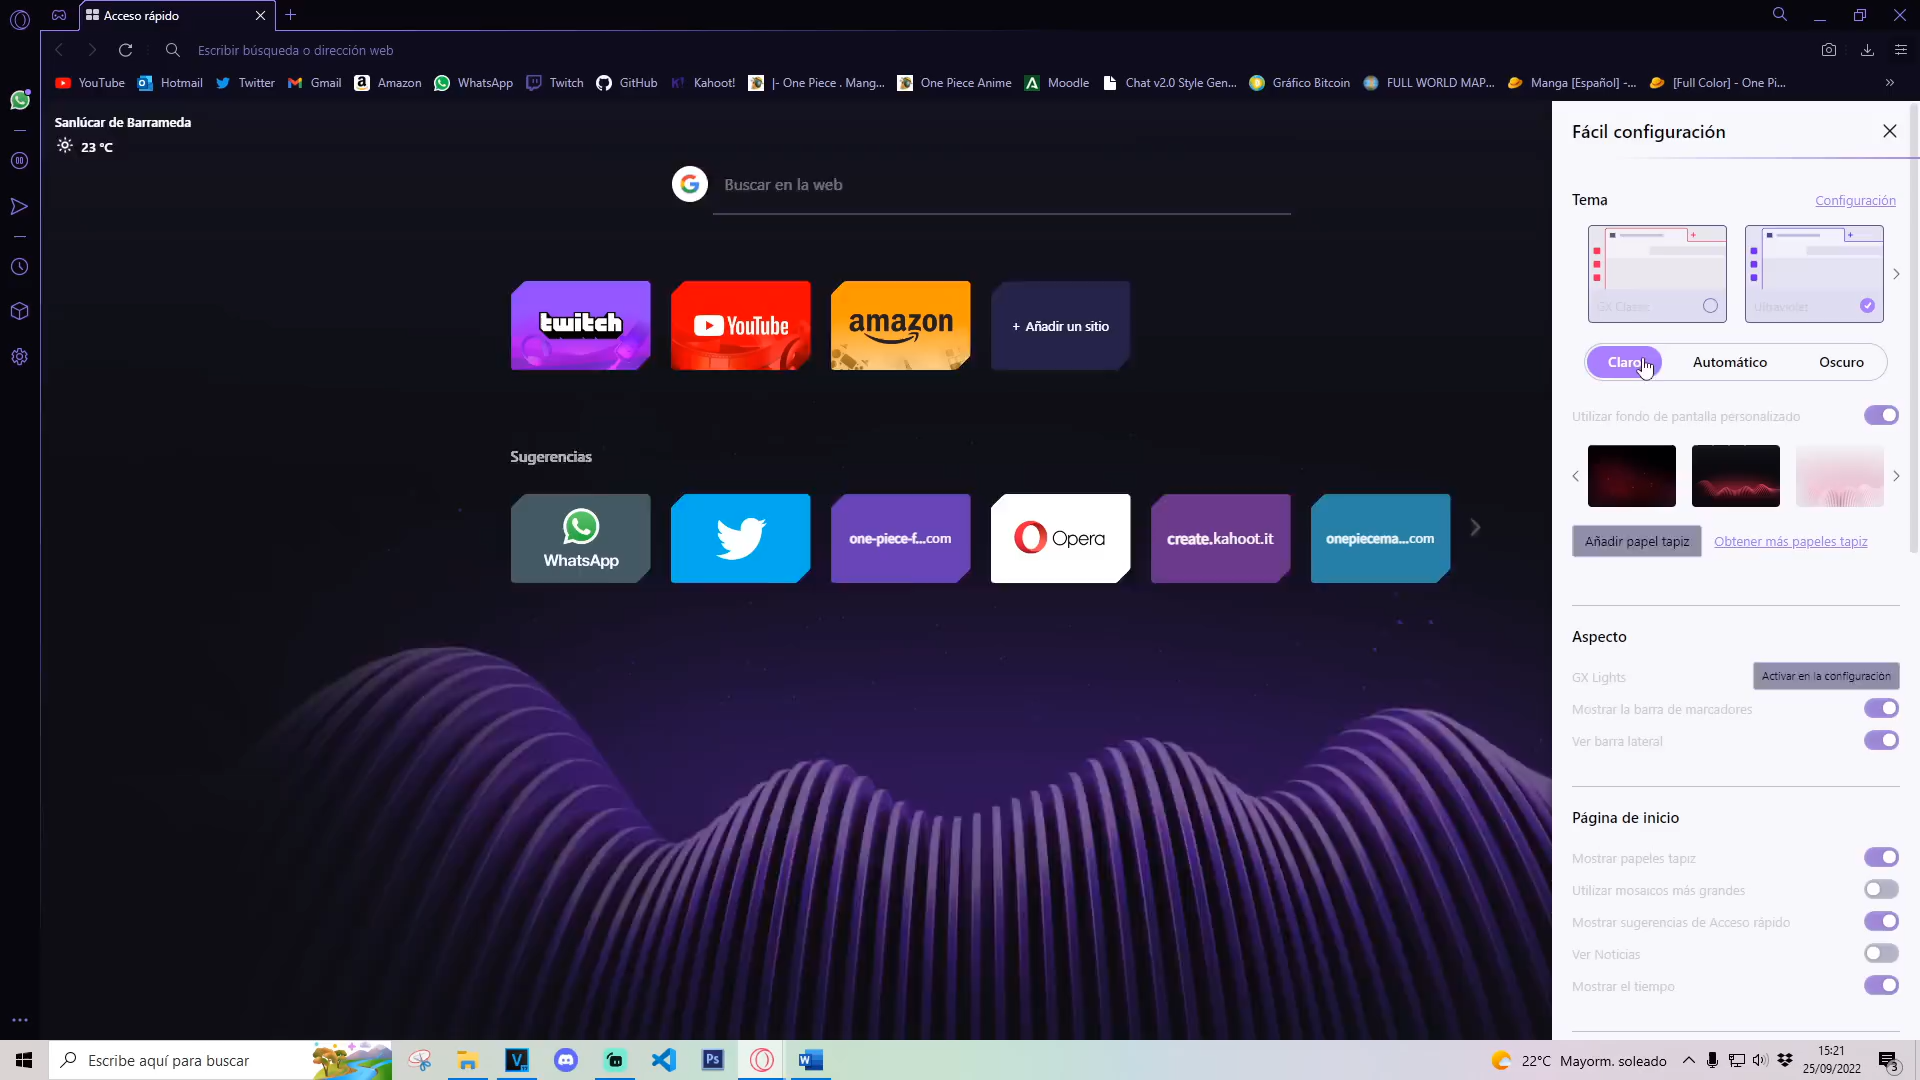 Acceso rápido
Escribir búsqueda o dirección web
YouTube Hotmail Twitter Gmail Amazon WhatsApp Twitch GitHub Kahoot! |- One Piece . Mang... One Piece Anime Moodle Chat v2.0 Style Gen... Gráfico Bitcoin FULL WORLD MAP... Manga [Español] -... [Full Color] - One Pi...
Sanlúcar de Barrameda
23 ℃
Buscar en la web
twitch YouTube amazon + Añadir un sitio
Sugerencias
WhatsApp one-piece-f...com Opera create.kahoot.it onepiecema...com
Fácil configuración
Tema Configuración
GX Classic Ultraviolet
Claro Automático Oscuro
Utilizar fondo de pantalla personalizado
Añadir papel tapiz Obtener más papeles tapiz
Aspecto
GX Lights Activar en la configuración
Mostrar la barra de marcadores
Ver barra lateral
Página de inicio
Mostrar papeles tapiz
Utilizar mosaicos más grandes
Mostrar sugerencias de Acceso rápido
Ver Noticias
Mostrar el tiempo
Escribe aquí para buscar
Ps
22°C Mayorm. soleado
15:21
25/09/2022
3